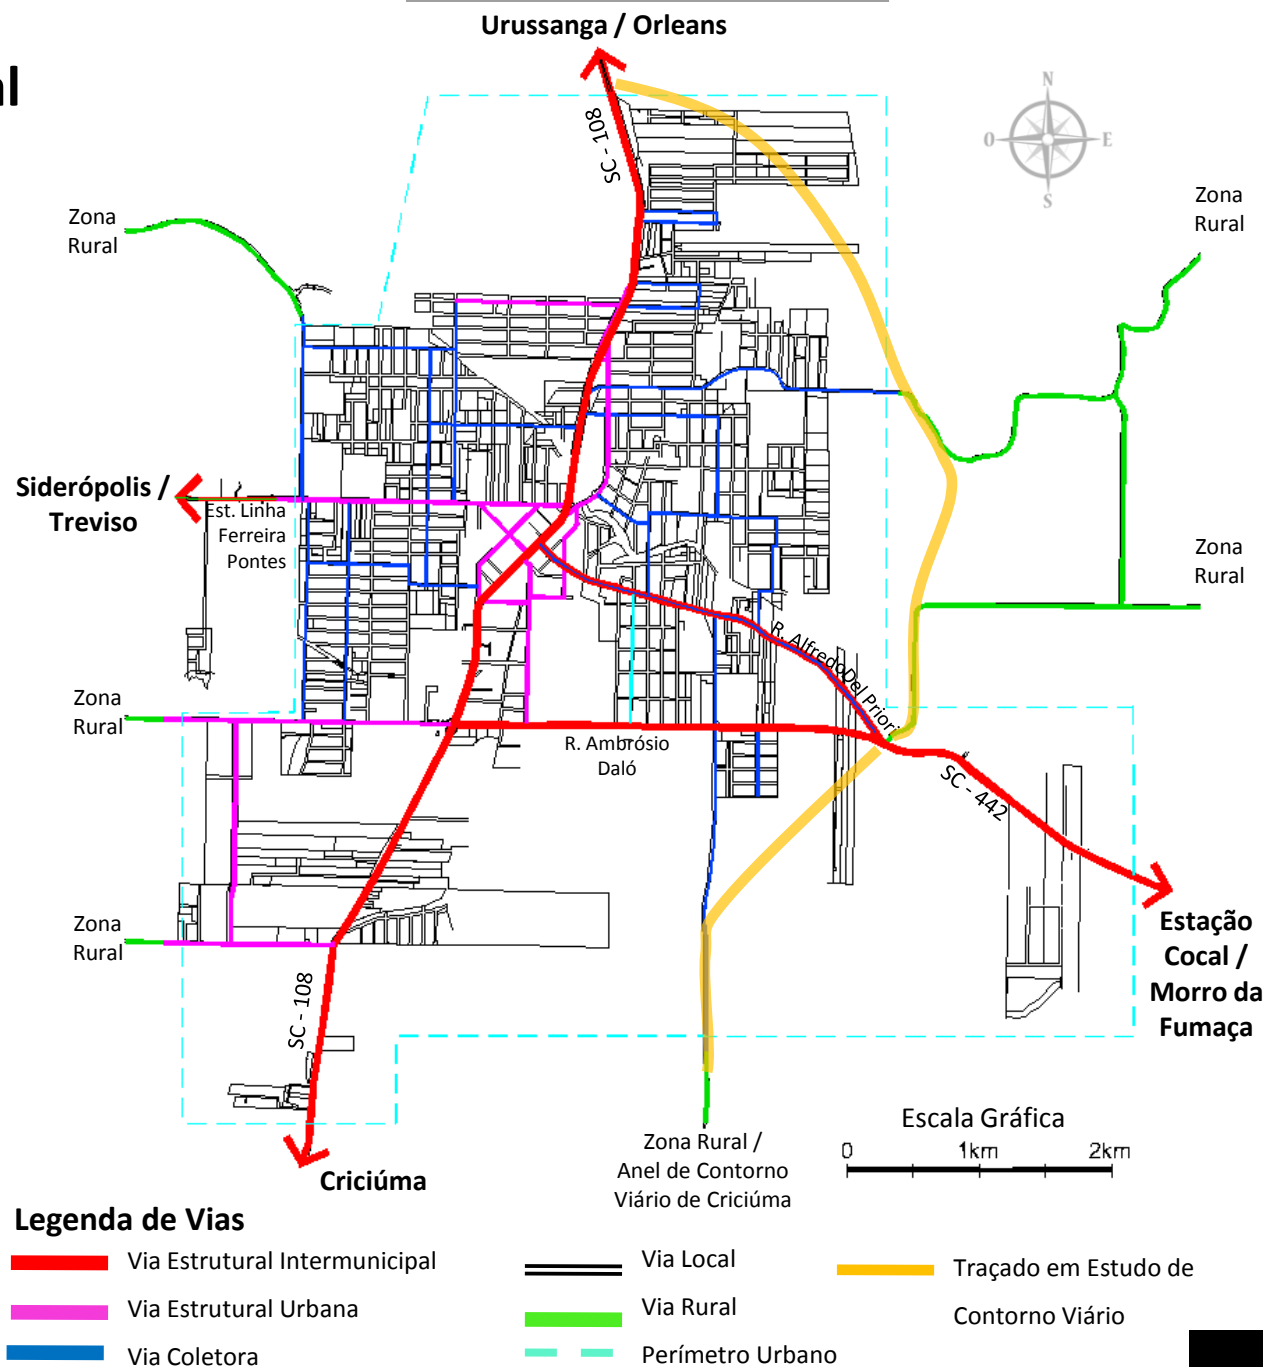 Urussanga / Orleans
al
SC - 108
N
O
E
S
Zona
Rural
Zona
Rural
Siderópolis /
Treviso
Est. Linha
Ferreira
Pontes
Zona
Rural
R. Alfredo Del Priori
Zona
Rural
R. Ambrósio
Daló
SC - 442
Estação
Cocal /
Morro da
Fumaça
Zona
Rural
SC - 108
Criciúma
Zona Rural /
Anel de Contorno
Viário de Criciúma
Escala Gráfica
0 1km 2km
Legenda de Vias
Via Estrutural Intermunicipal
Via Estrutural Urbana
Via Coletora
Via Local
Via Rural
Perímetro Urbano
Traçado em Estudo de
Contorno Viário